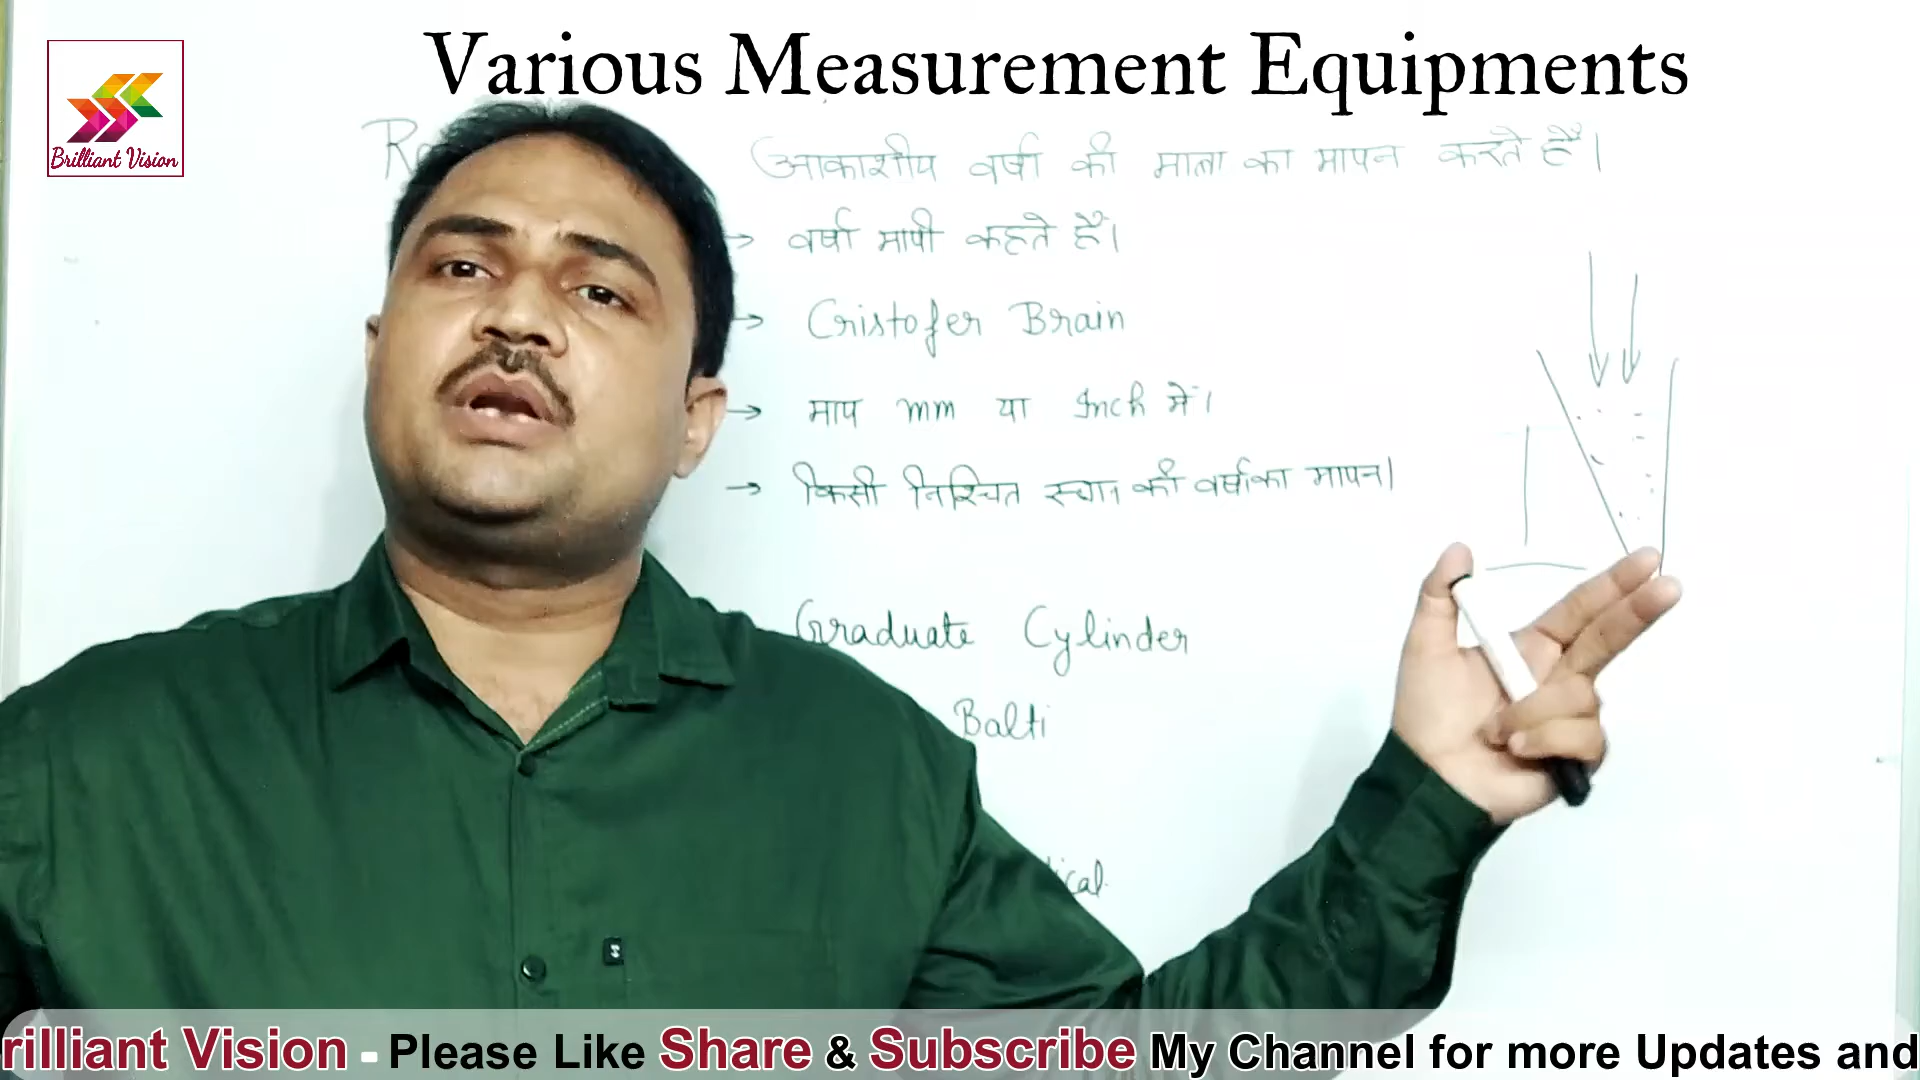 Various Measurement Equipments
Brilliant Vision
आकाशीय वर्षा की मात्रा का मापन करते हैं।
→ वर्षा मापी कहते हैं।
→ Cristofer Brain
→ माप mm या Inch में।
→ किसी निश्चित स्थान की वर्षा का मापन।
Graduate Cylinder
Balti
rilliant Vision - Please Like Share & Subscribe My Channel for more Updates and